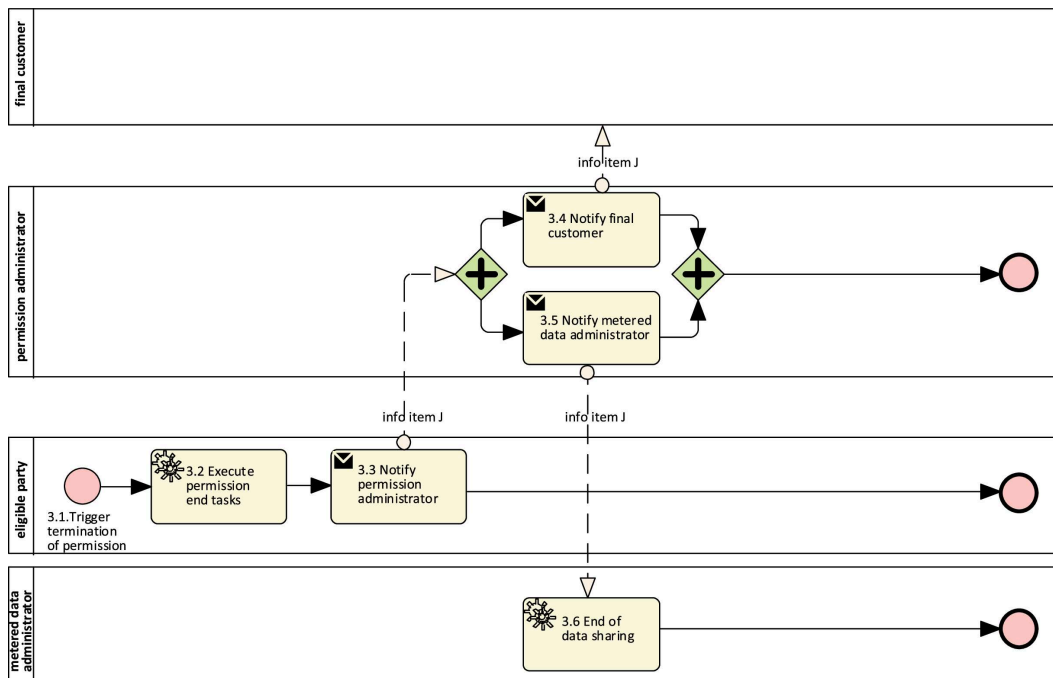 final customer
info item J
permission administrator
3.4 Notify final
customer
3.5 Notify metered
data administrator
info item J
info item J
eligible party
3.1.Trigger
termination
of permission
3.2 Execute
permission
end tasks
3.3 Notify
permission
administrator
metered data
administrator
3.6 End of
data sharing